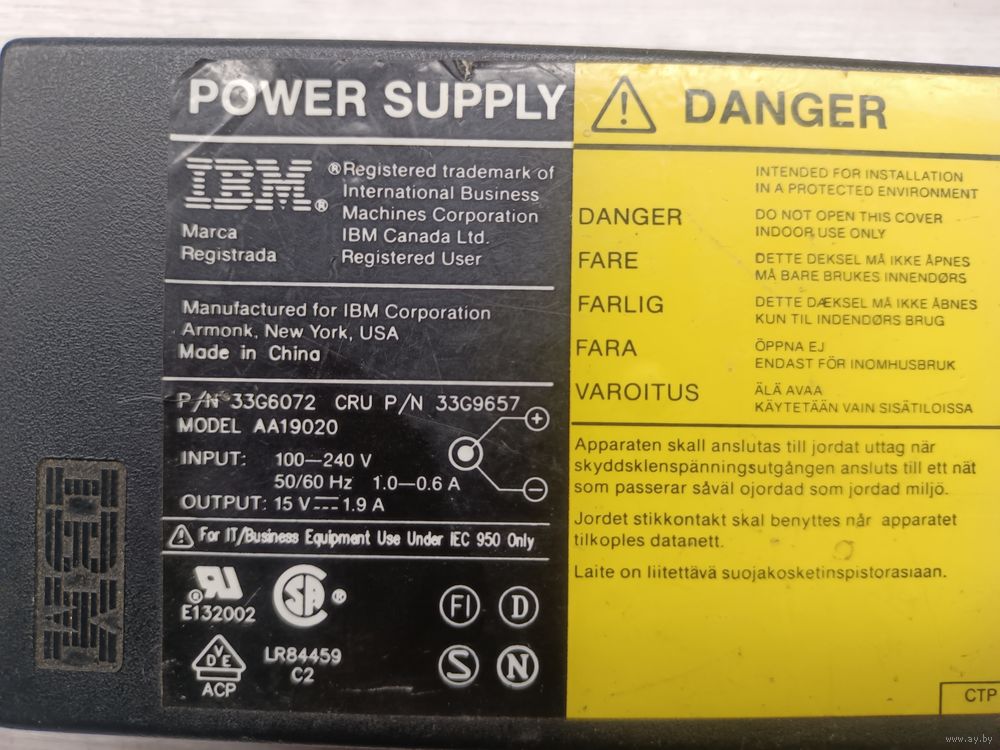 POWER SUPPLY
IBM®
Marca
Registrada
®Registered trademark of
International Business
Machines Corporation
IBM Canada Ltd.
Registered User
Manufactured for IBM Corporation
Armonk, New York, USA
Made in China
P/N 33G6072 CRU P/N 33G9657
MODEL AA19020
INPUT: 100—240 V
50/60 Hz 1.0—0.6 A
OUTPUT: 15 V⎓1.9 A
+
−
⚠ For IT/Business Equipment Use Under IEC 950 Only
UL®
E132002
SA®
FI
D
VDE
ACP
LR84459
C2
S
N
IBM
⚠ DANGER
INTENDED FOR INSTALLATION
IN A PROTECTED ENVIRONMENT
DANGER
DO NOT OPEN THIS COVER
INDOOR USE ONLY
FARE
DETTE DEKSEL MÅ IKKE ÅPNES
MÅ BARE BRUKES INNENDØRS
FARLIG
DETTE DÆKSEL MÅ IKKE ÅBNES
KUN TIL INDENDØRS BRUG
FARA
ÖPPNA EJ
ENDAST FÖR INOMHUSBRUK
VAROITUS
ÄLÄ AVAA
KÄYTETÄÄN VAIN SISÄTILOISSA
Apparaten skall anslutas till jordat uttag när
skyddsklenspänningsutgången ansluts till ett nät
som passerar såväl ojordad som jordad miljö.
Jordet stikkontakt skal benyttes når apparatet
tilkoples datanett.
Laite on liitettävä suojakosketinspistorasiaan.
CTP
www.ay.by